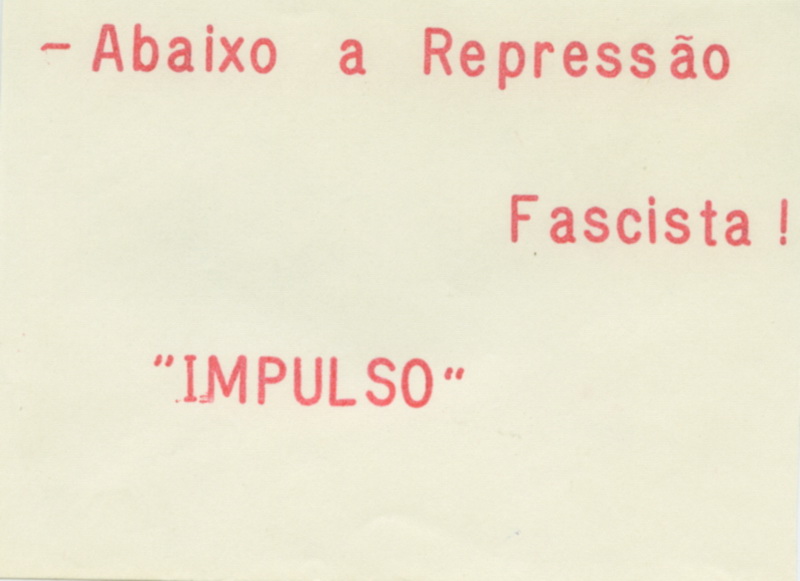 - Abaixo a Repressão
Fascista !
"IMPULSO"